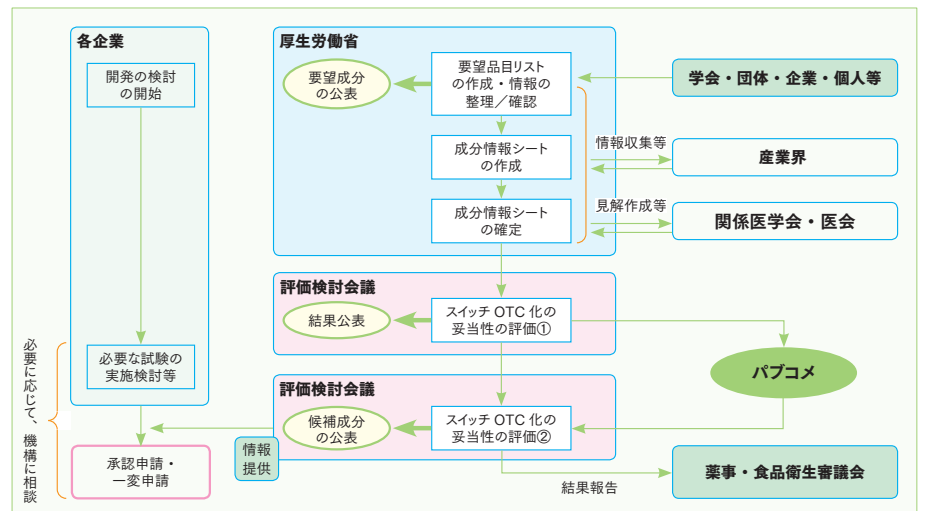 各企業
開発の検討
の開始
必要な試験の
実施検討等
必要に応じて、機構に相談
承認申請・
一変申請
厚生労働省
要望成分
の公表
要望品目リスト
の作成・情報の
整理／確認
成分情報シート
の作成
成分情報シート
の確定
学会・団体・企業・個人等
情報収集等
産業界
見解作成等
関係医学会・医会
評価検討会議
結果公表
スイッチ OTC 化の
妥当性の評価①
パブコメ
評価検討会議
候補成分
の公表
スイッチ OTC 化の
妥当性の評価②
情報
提供
結果報告
薬事・食品衛生審議会